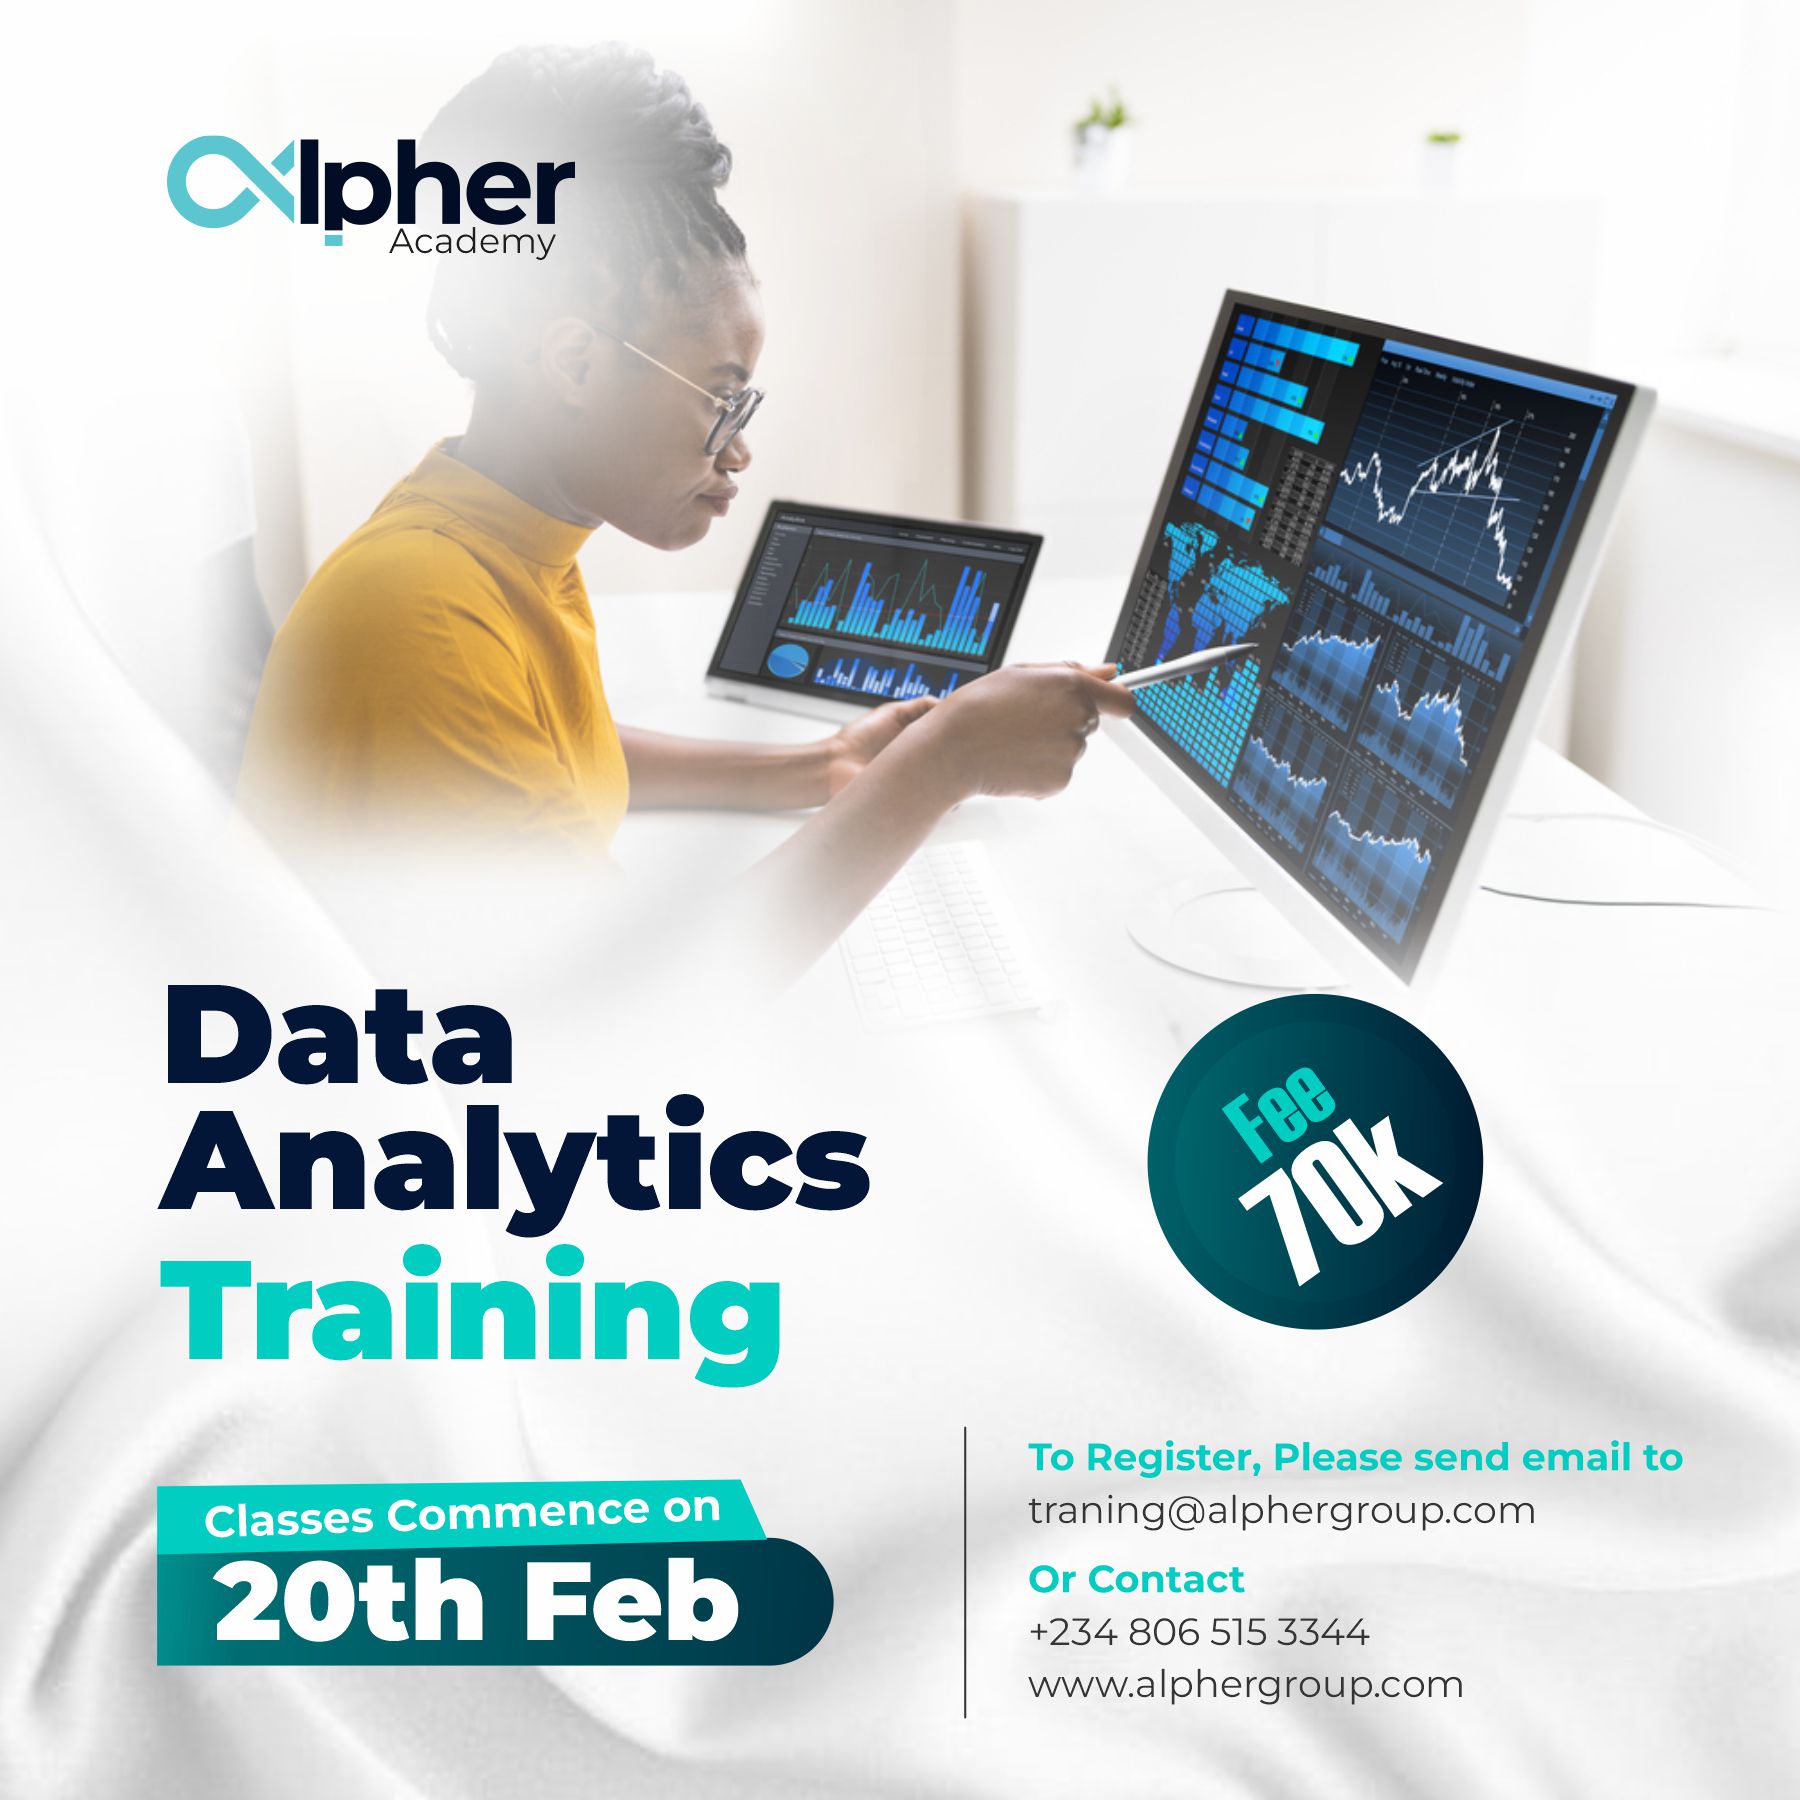 αlpher
Academy
Data
Analytics
Training
Fee
70k
Classes Commence on
20th Feb
To Register, Please send email to
traning@alphergroup.com
Or Contact
+234 806 515 3344
www.alphergroup.com